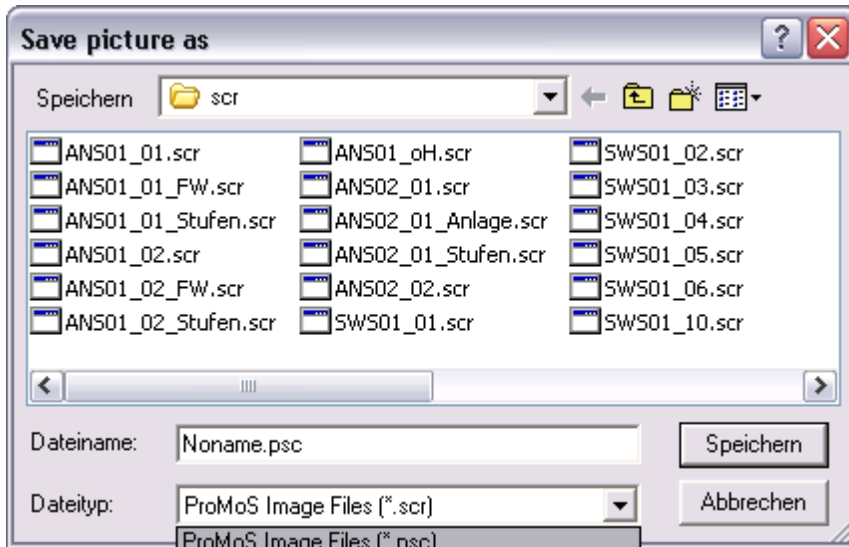 Save picture as
Speichern scr
ANS01_01.scr ANS01_oH.scr SWS01_02.scr
ANS01_01_FW.scr ANS02_01.scr SWS01_03.scr
ANS01_01_Stufen.scr ANS02_01_Anlage.scr SWS01_04.scr
ANS01_02.scr ANS02_01_Stufen.scr SWS01_05.scr
ANS01_02_FW.scr ANS02_02.scr SWS01_06.scr
ANS01_02_Stufen.scr SWS01_01.scr SWS01_10.scr
Dateiname: Noname.psc Speichern
Dateityp: ProMoS Image Files (*.scr) Abbrechen
ProMoS Image Files (*.psc)